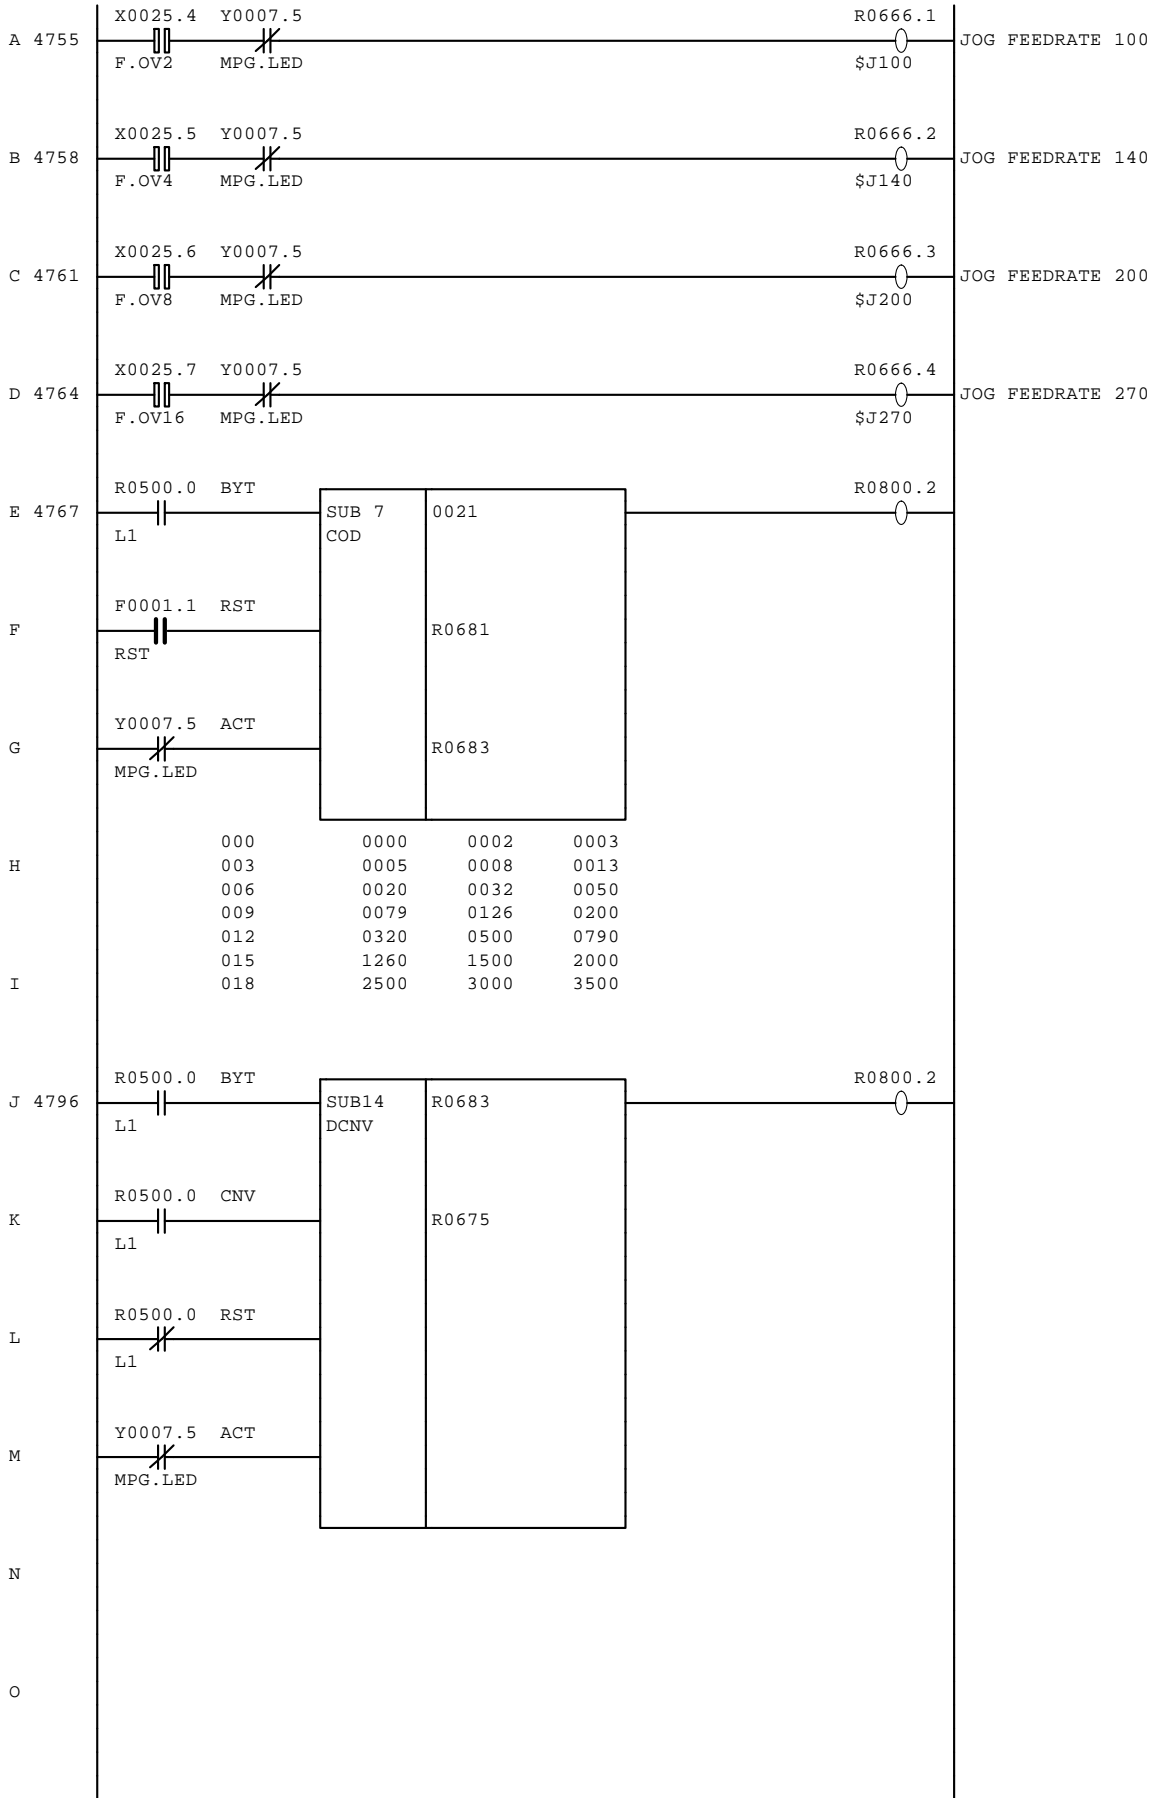 X0025.4 Y0007.5 R0666.1
A 4755 JOG FEEDRATE 100
F.OV2 MPG.LED $J100
X0025.5 Y0007.5 R0666.2
B 4758 JOG FEEDRATE 140
F.OV4 MPG.LED $J140
X0025.6 Y0007.5 R0666.3
C 4761 JOG FEEDRATE 200
F.OV8 MPG.LED $J200
X0025.7 Y0007.5 R0666.4
D 4764 JOG FEEDRATE 270
F.OV16 MPG.LED $J270
R0500.0 BYT R0800.2
E 4767 SUB 7 0021
L1 COD
F0001.1 RST
F R0681
RST
Y0007.5 ACT
G R0683
MPG.LED
000 0000 0002 0003
H 003 0005 0008 0013
006 0020 0032 0050
009 0079 0126 0200
012 0320 0500 0790
015 1260 1500 2000
I 018 2500 3000 3500
R0500.0 BYT R0800.2
J 4796 SUB14 R0683
L1 DCNV
R0500.0 CNV
K R0675
L1
R0500.0 RST
L
L1
Y0007.5 ACT
M
MPG.LED
N
O